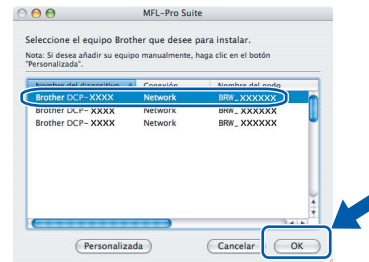 MFL-Pro Suite
Seleccione el equipo Brother que desee para instalar.
Nota: Si desea añadir su equipo manualmente, haga clic en el botón
"Personalizada".
Nombre del dispositivo Conexión Nombre del nodo
Brother DCP-XXXX Network BRW_XXXXXX
Brother DCP-XXXX Network BRW_XXXXXX
Brother DCP-XXXX Network BRW_XXXXXX
Personalizada Cancelar OK